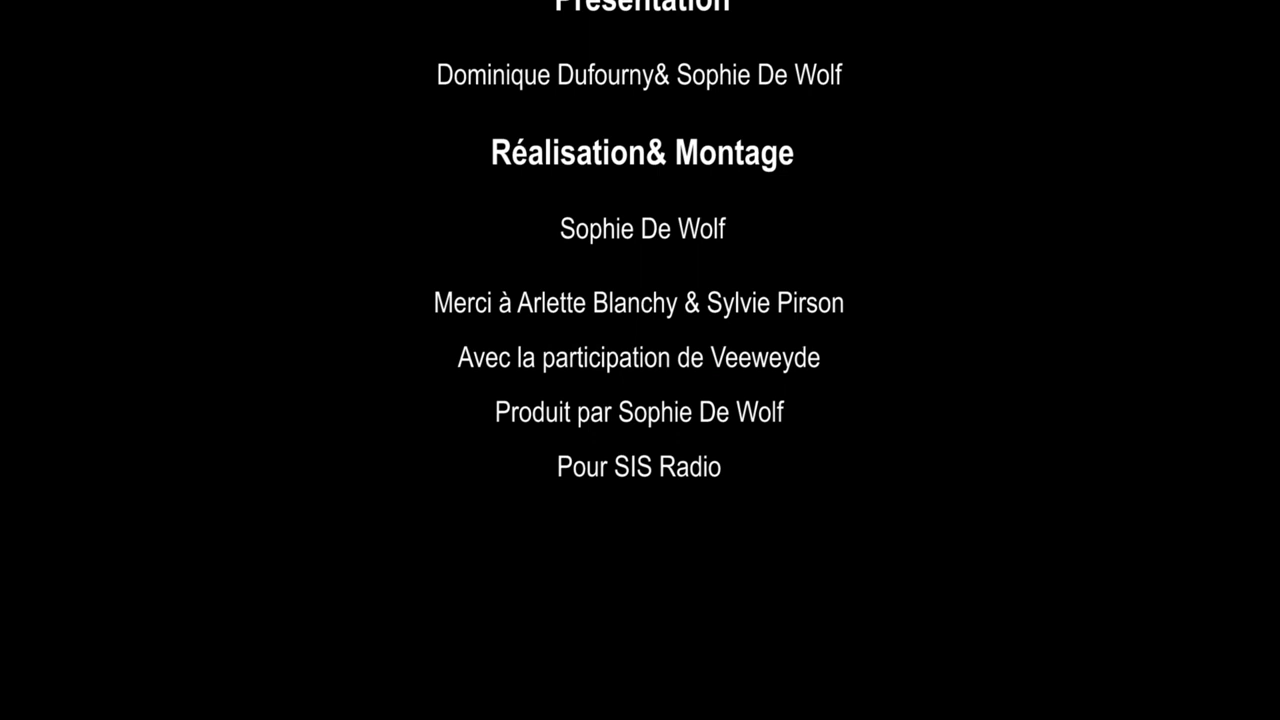 Présentation
Dominique Dufourny& Sophie De Wolf
Réalisation& Montage
Sophie De Wolf
Merci à Arlette Blanchy & Sylvie Pirson
Avec la participation de Veeweyde
Produit par Sophie De Wolf
Pour SIS Radio